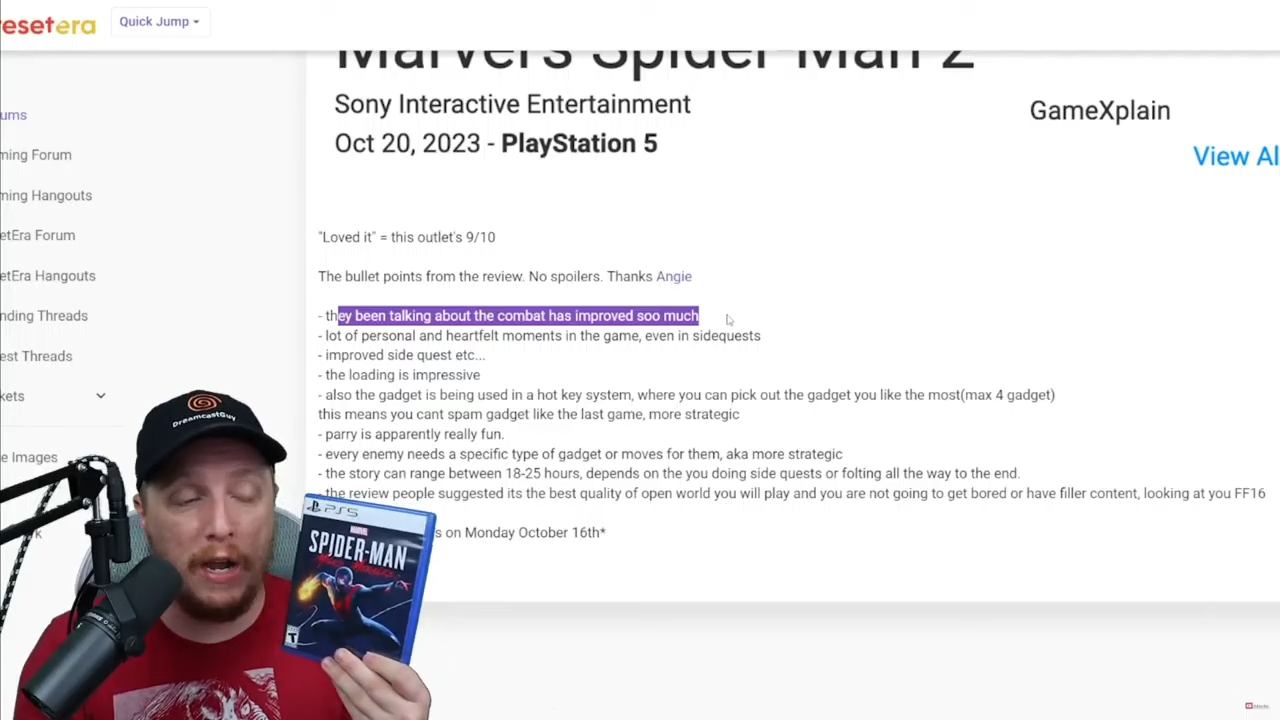 resetera
Quick Jump
Marvel's Spider-Man 2
Sony Interactive Entertainment
GameXplain
Oct 20, 2023 - PlayStation 5
View Al
ums
ming Forum
ming Hangouts
etEra Forum
etEra Hangouts
nding Threads
est Threads
kets
e Images
"Loved it" = this outlet's 9/10
The bullet points from the review. No spoilers. Thanks Angie
- they been talking about the combat has improved soo much
- lot of personal and heartfelt moments in the game, even in sidequests
- improved side quest etc...
- the loading is impressive
- also the gadget is being used in a hot key system, where you can pick out the gadget you like the most(max 4 gadget)
this means you cant spam gadget like the last game, more strategic
- parry is apparently really fun.
- every enemy needs a specific type of gadget or moves for them, aka more strategic
- the story can range between 18-25 hours, depends on the you doing side quests or folting all the way to the end.
the review people suggested its the best quality of open world you will play and you are not going to get bored or have filler content, looking at you FF16
s on Monday October 16th*
DreamcastGuy
PS5
MARVEL
SPIDER-MAN
MILES MORALES
T